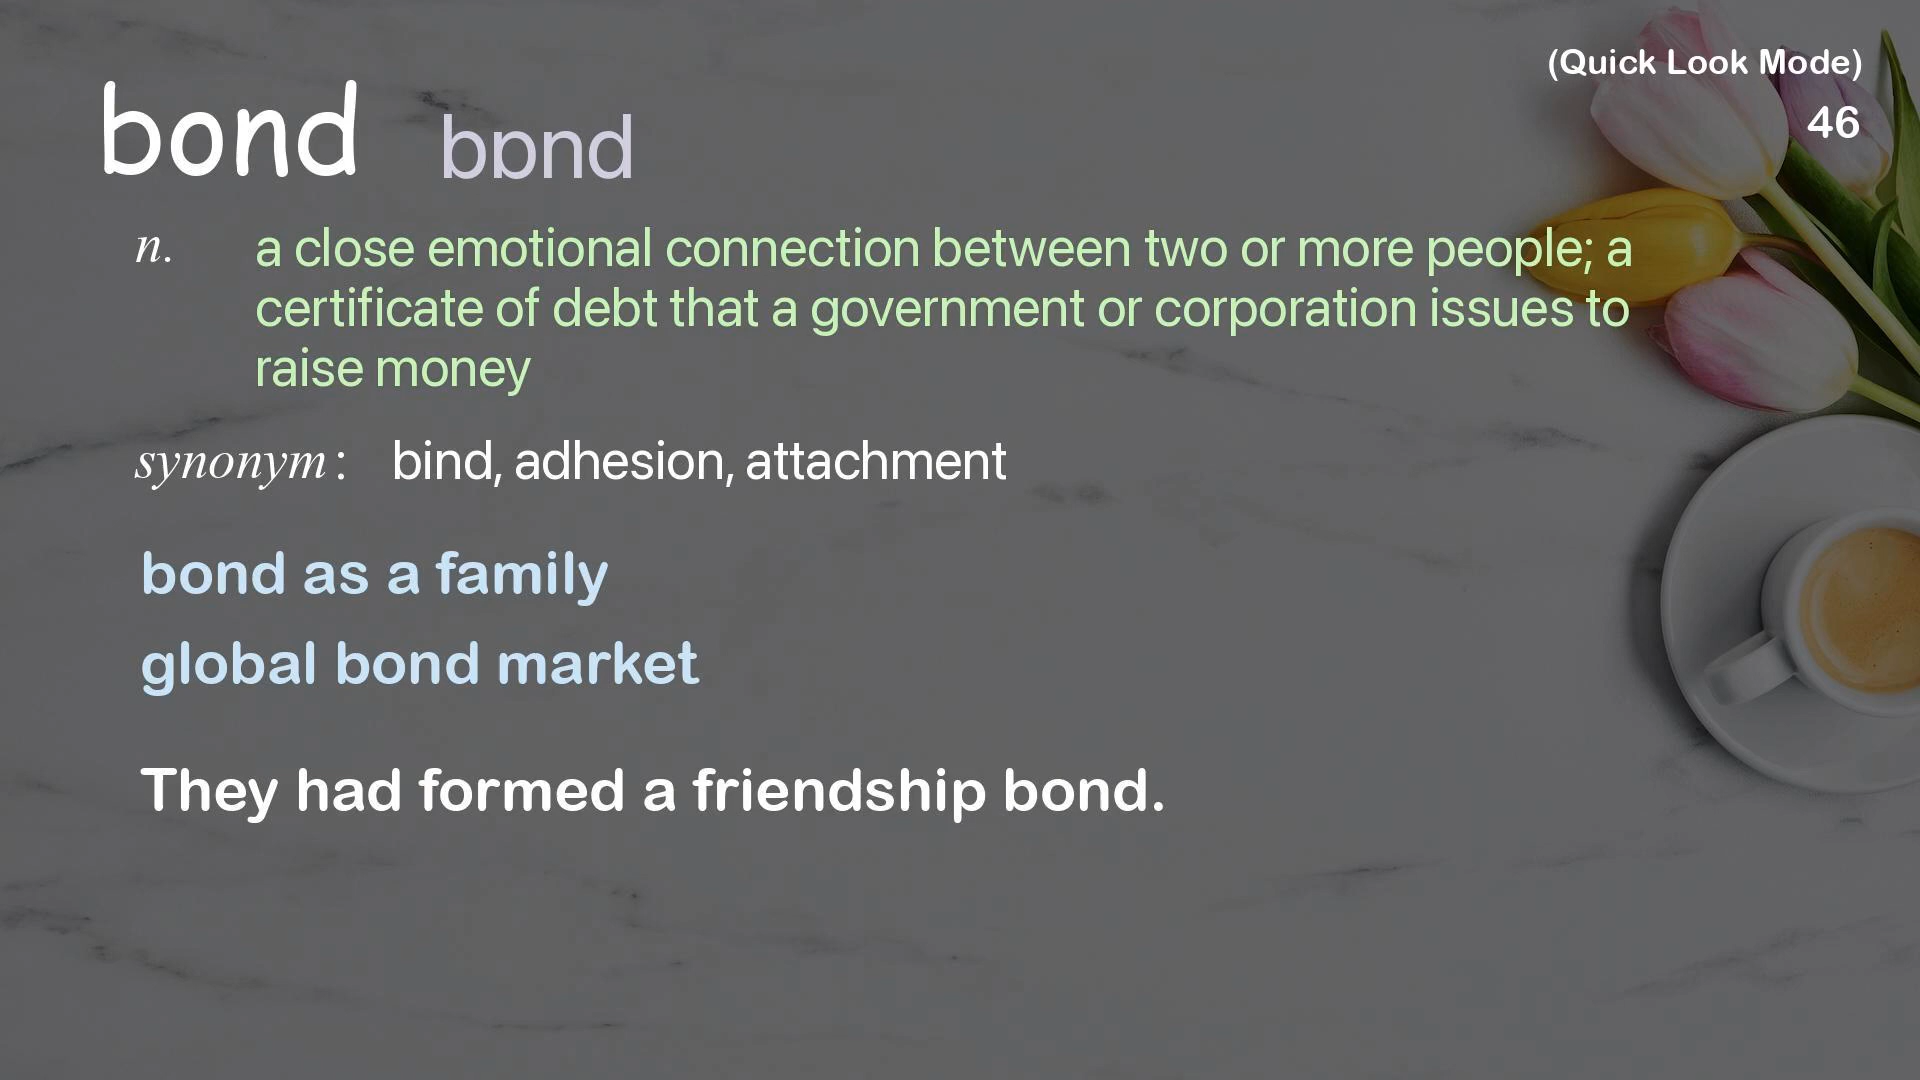 (Quick Look Mode)
46
bond bɒnd
n. a close emotional connection between two or more people; a
certificate of debt that a government or corporation issues to
raise money
synonym: bind, adhesion, attachment
bond as a family
global bond market
They had formed a friendship bond.